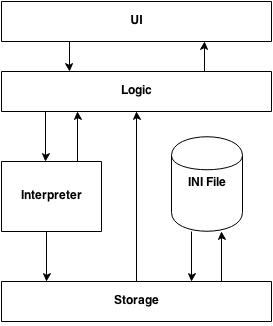 UI
Logic
INI File
Interpreter
Storage